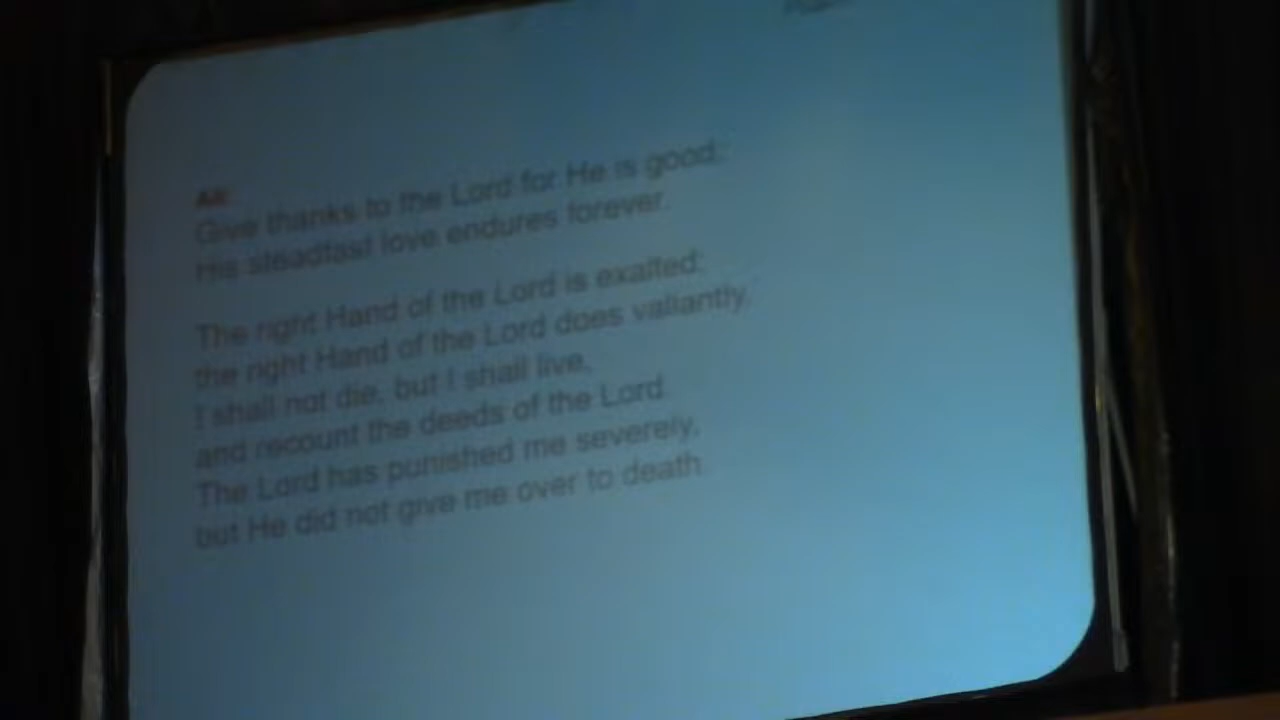 All:
Give thanks to the Lord for He is good;
His steadfast love endures forever.
The right Hand of the Lord is exalted;
the right Hand of the Lord does valiantly.
I shall not die, but I shall live,
and recount the deeds of the Lord.
The Lord has punished me severely,
but He did not give me over to death.